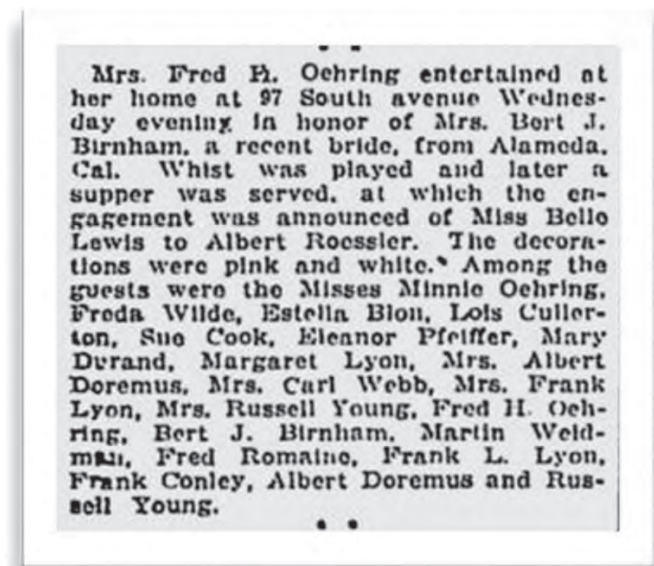 Mrs. Fred H. Oehring entertained at
her home at 97 South avenue Wednes-
day evening in honor of Mrs. Bert J.
Birnham, a recent bride, from Alameda,
Cal. Whist was played and later a
supper was served, at which the en-
gagement was announced of Miss Belle
Lewis to Albert Roessler. The decora-
tions were pink and white. Among the
guests were the Misses Minnie Oehring,
Freda Wilde, Estella Blon, Lois Culler-
ton, Sue Cook, Eleanor Pfeiffer, Mary
Durand, Margaret Lyon, Mrs. Albert
Doremus, Mrs. Carl Webb, Mrs. Frank
Lyon, Mrs. Russell Young, Fred H. Oeh-
ring, Bert J. Birnham, Martin Weid-
man, Fred Romaine, Frank L. Lyon,
Frank Conley, Albert Doremus and Rus-
sell Young.